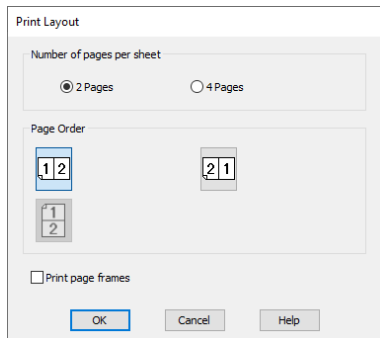 Print Layout
Number of pages per sheet
2 Pages
4 Pages
Page Order
1 2
2 1
1
2
Print page frames
OK
Cancel
Help